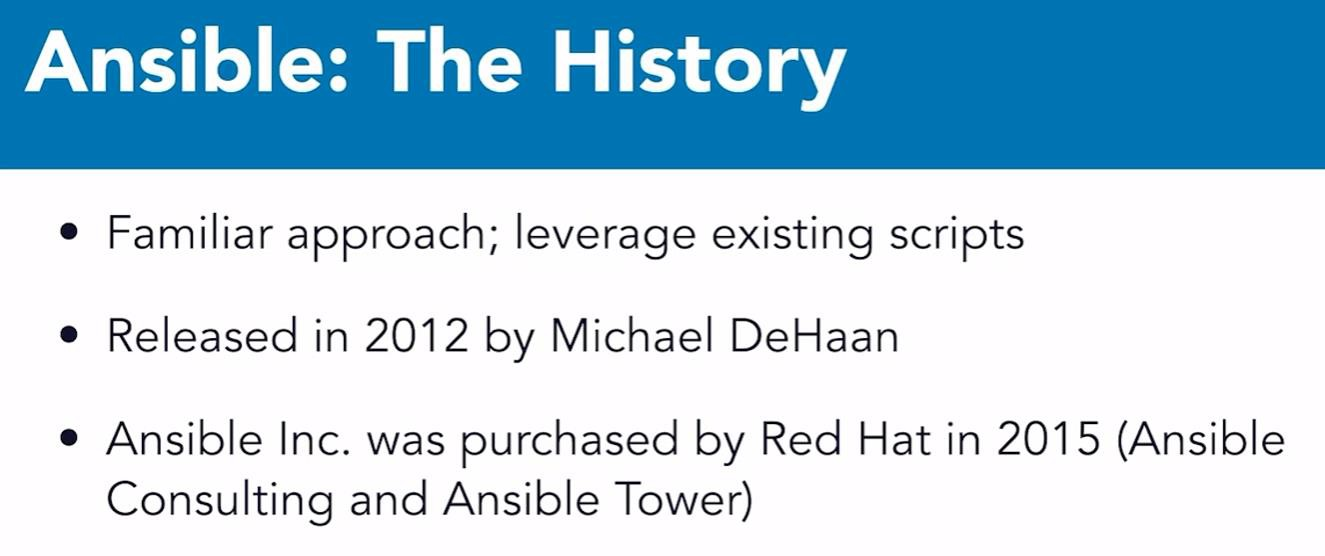 Ansible: The History
• Familiar approach; leverage existing scripts
• Released in 2012 by Michael DeHaan
• Ansible Inc. was purchased by Red Hat in 2015 (Ansible
Consulting and Ansible Tower)